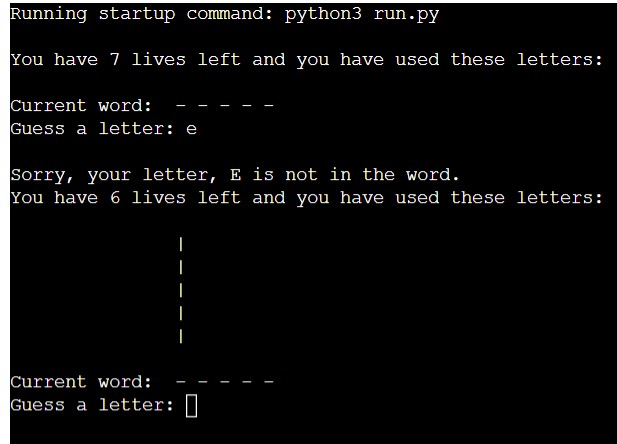 Running startup command: python3 run.py
You have 7 lives left and you have used these letters:
Current word:  - - - - -
Guess a letter: e
Sorry, your letter, E is not in the word.
You have 6 lives left and you have used these letters:
|
|
|
|
|
Current word:  - - - - -
Guess a letter: